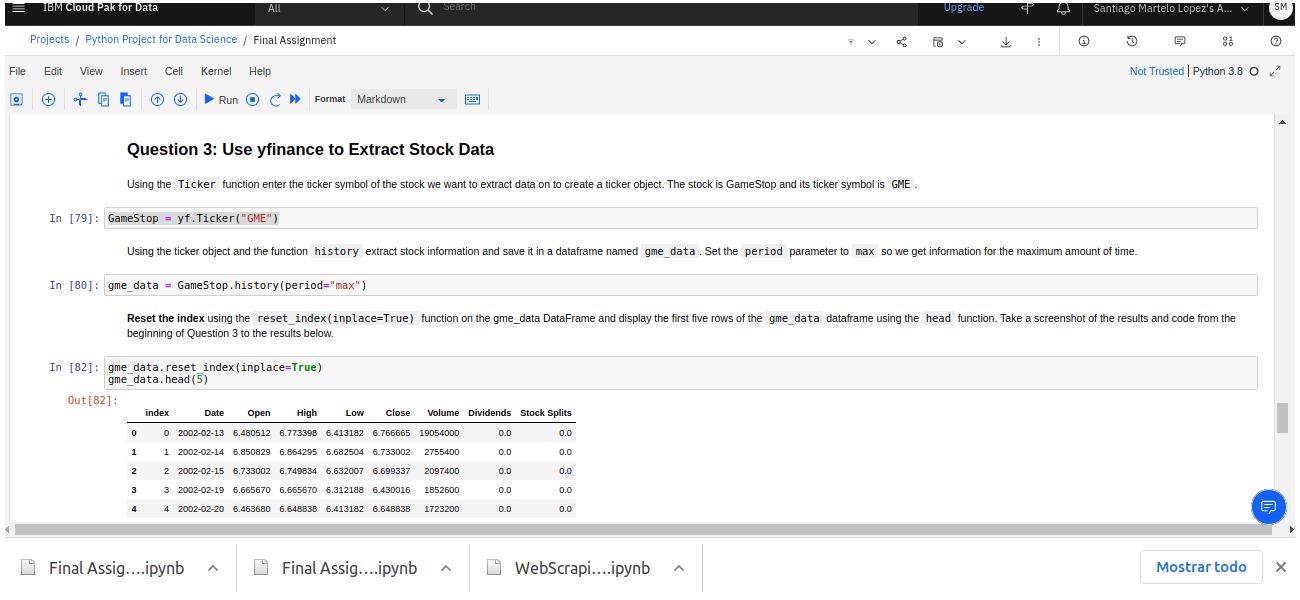 IBM Cloud Pak for Data All Search Upgrade Santiago Martelo Lopez's A... SM
Projects / Python Project for Data Science / Final Assignment
File Edit View Insert Cell Kernel Help Not Trusted | Python 3.8
Run Format Markdown
Question 3: Use yfinance to Extract Stock Data
Using the Ticker function enter the ticker symbol of the stock we want to extract data on to create a ticker object. The stock is GameStop and its ticker symbol is GME .
In [79]: GameStop = yf.Ticker("GME")
Using the ticker object and the function history extract stock information and save it in a dataframe named gme_data . Set the period parameter to max so we get information for the maximum amount of time.
In [80]: gme_data = GameStop.history(period="max")
Reset the index using the reset_index(inplace=True) function on the gme_data DataFrame and display the first five rows of the gme_data dataframe using the head function. Take a screenshot of the results and code from the
beginning of Question 3 to the results below.
In [82]: gme_data.reset_index(inplace=True)
gme_data.head(5)
Out[82]:
index Date Open High Low Close Volume Dividends Stock Splits
0 0 2002-02-13 6.480512 6.773398 6.413182 6.766665 19054000 0.0 0.0
1 1 2002-02-14 6.850829 6.864295 6.682504 6.733002 2755400 0.0 0.0
2 2 2002-02-15 6.733002 6.749834 6.632007 6.699337 2097400 0.0 0.0
3 3 2002-02-19 6.665670 6.665670 6.312188 6.430016 1852600 0.0 0.0
4 4 2002-02-20 6.463680 6.648838 6.413182 6.648838 1723200 0.0 0.0
Final Assig....ipynb Final Assig....ipynb WebScrapi....ipynb Mostrar todo